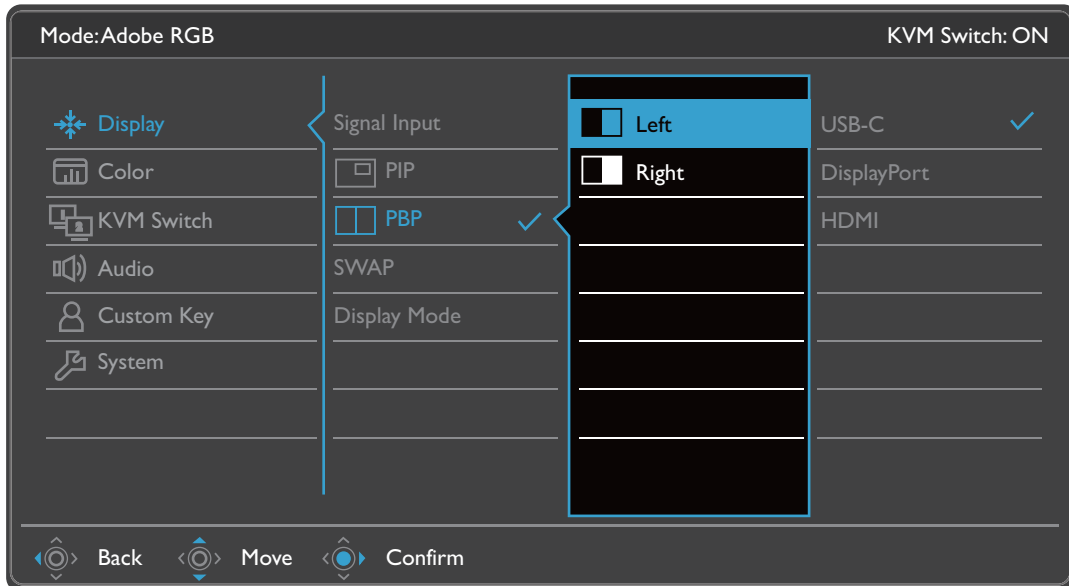 Mode: Adobe RGB
KVM Switch: ON
Display
Signal Input
Left
USB-C
Color
PIP
Right
DisplayPort
KVM Switch
PBP
HDMI
Audio
SWAP
Custom Key
Display Mode
System
Back
Move
Confirm